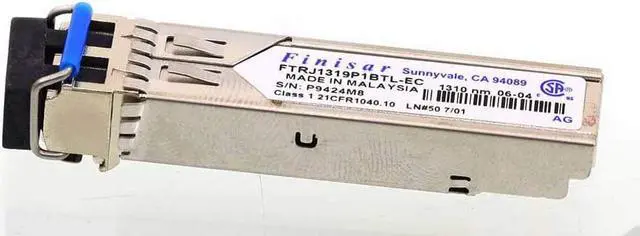 Finisar Sunnyvale, CA 94089
FTRJ1319P1BTL-EC
MADE IN MALAYSIA 1310 nm 06-04
S/N: P9424M8
Class 1 21CFR1040.10 LN#50 7/01
SA
AG